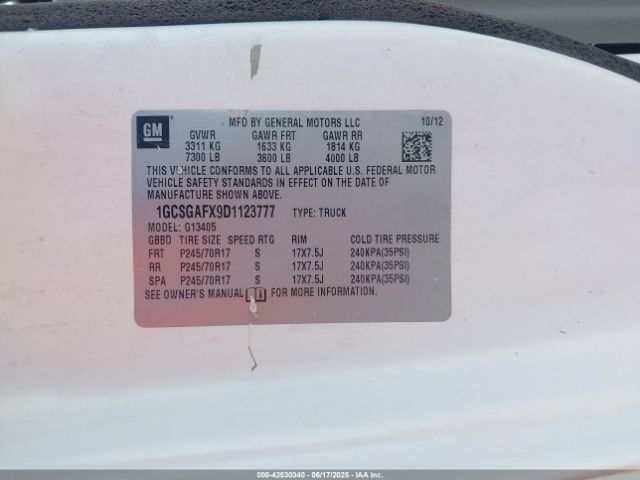 GM
MFD BY GENERAL MOTORS LLC 10/12
GVWR GAWR FRT GAWR RR
3311 KG 1633 KG 1814 KG
7300 LB 3600 LB 4000 LB
THIS VEHICLE CONFORMS TO ALL APPLICABLE U.S. FEDERAL MOTOR
VEHICLE SAFETY STANDARDS IN EFFECT ON THE DATE OF
MANUFACTURE SHOWN ABOVE.
1GCSGAFX9D1123777 TYPE: TRUCK
MODEL: G13405
GBBD TIRE SIZE SPEED RTG RIM COLD TIRE PRESSURE
FRT P245/70R17 S 17X7.5J 240KPA(35PSI)
RR P245/70R17 S 17X7.5J 240KPA(35PSI)
SPA P245/70R17 S 17X7.5J 240KPA(35PSI)
SEE OWNER'S MANUAL FOR MORE INFORMATION.
000-42530340 - 06/17/2025 - IAA Inc.